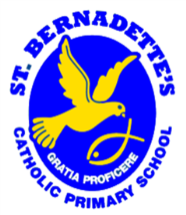 ST. BERNADETTE'S
GRATIA PROFICERE
CATHOLIC PRIMARY SCHOOL